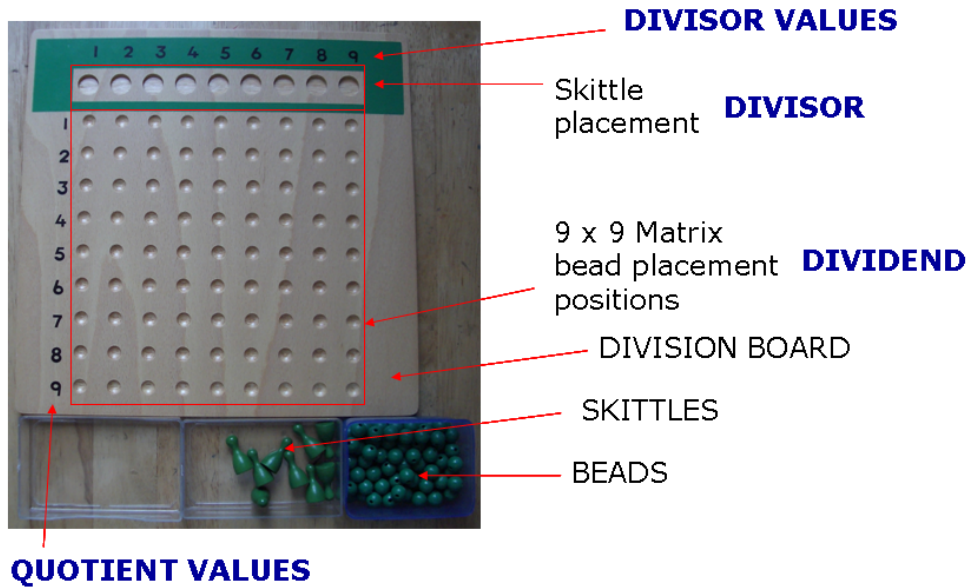 DIVISOR VALUES
1 2 3 4 5 6 7 8 9
Skittle
placement DIVISOR
1
2
3
4
5
6
7
8
9
9 x 9 Matrix
bead placement DIVIDEND
positions
DIVISION BOARD
SKITTLES
BEADS
QUOTIENT VALUES